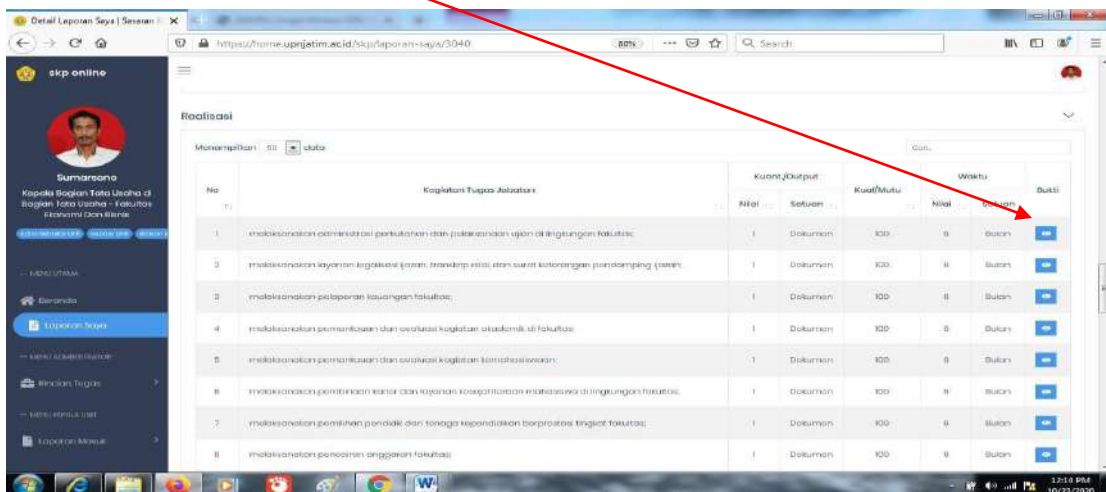 Detail Laporan Saya | Seseran
https://home.upnjatim.ac.id/skp/laporan-saya/3040
80%
Search
skp online
Realisasi
Menampilkan 50 data
Cari..
Sumarsono
Kepala Bagian Tata Usaha di
Bagian Tata Usaha - Fakultas
Ekonomi Dan Bisnis
No
Kegiatan Tugas Jabatan
Kuant/Output
Nilai
Satuan
Kual/Mutu
Waktu
Nilai
Satuan
Bukti
1 melaksanakan administrasi perkuliahan dan pelaksanaan ujian di lingkungan fakultas; 1 Dokumen 100 8 Bulan
2 melaksanakan layanan legalisasi ijazah, transkrip nilai dan surat keterangan pendamping ijazah; 1 Dokumen 100 8 Bulan
3 melaksanakan pelaporan keuangan fakultas; 1 Dokumen 100 8 Bulan
4 melaksanakan pemantauan dan evaluasi kegiatan akademik di fakultas; 1 Dokumen 100 8 Bulan
5 melaksanakan pemantauan dan evaluasi kegiatan kemahasiswaan; 1 Dokumen 100 8 Bulan
6 melaksanakan pembinaan karier dan layanan kesejahteraan mahasiswa di lingkungan fakultas; 1 Dokumen 100 8 Bulan
7 melaksanakan pemilihan pendidik dan tenaga kependidikan berprestasi tingkat fakultas; 1 Dokumen 100 8 Bulan
8 melaksanakan pencairan anggaran fakultas; 1 Dokumen 100 8 Bulan
-- MENU UTAMA
Beranda
Laporan Saya
Rincian Tugas
Laporan Masuk
12:10 PM
10/23/2020